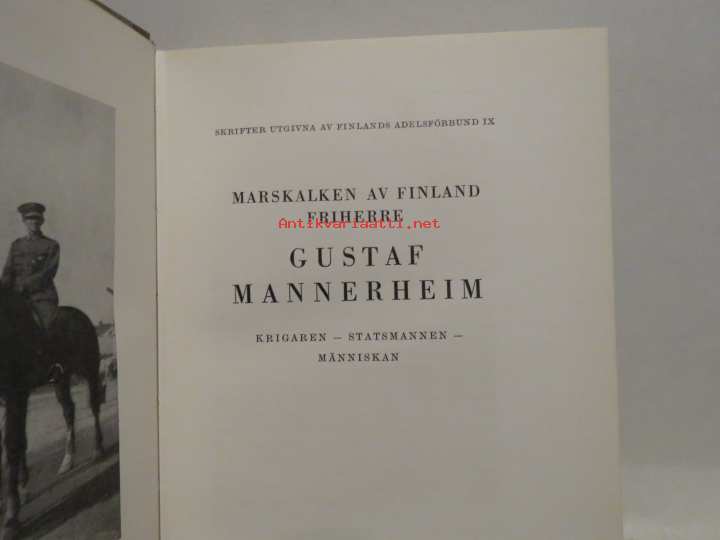 SKRIFTER UTGIVNA AV FINLANDS ADELSFÖRBUND IX
MARSKALKEN AV FINLAND
FRIHERRE
Antikvariaatti.net
GUSTAF
MANNERHEIM
KRIGAREN – STATSMANNEN –
MÄNNISKAN